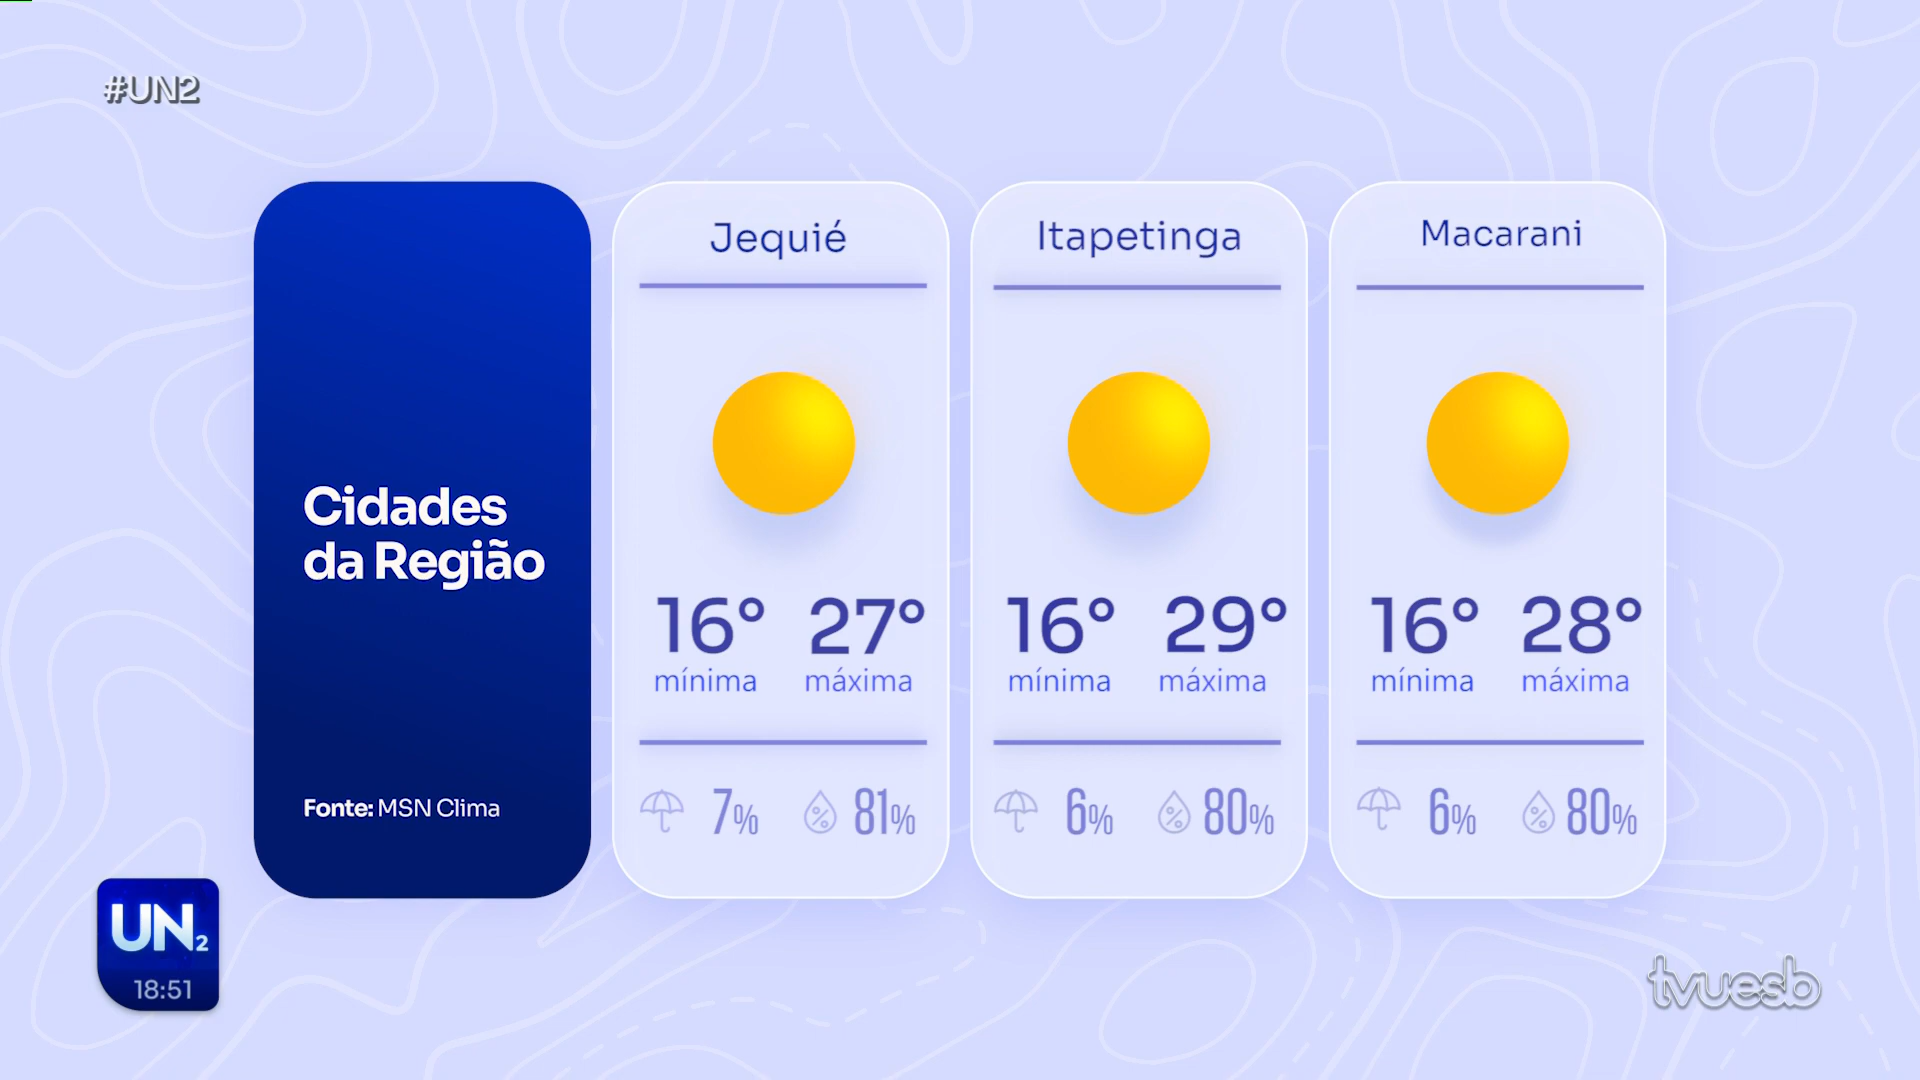 #UN2
Cidades
da Região
Fonte: MSN Clima
Jequié
16° 27°
mínima máxima
7% 81%
Itapetinga
16° 29°
mínima máxima
6% 80%
Macarani
16° 28°
mínima máxima
6% 80%
UN2
18:51
tvuesb